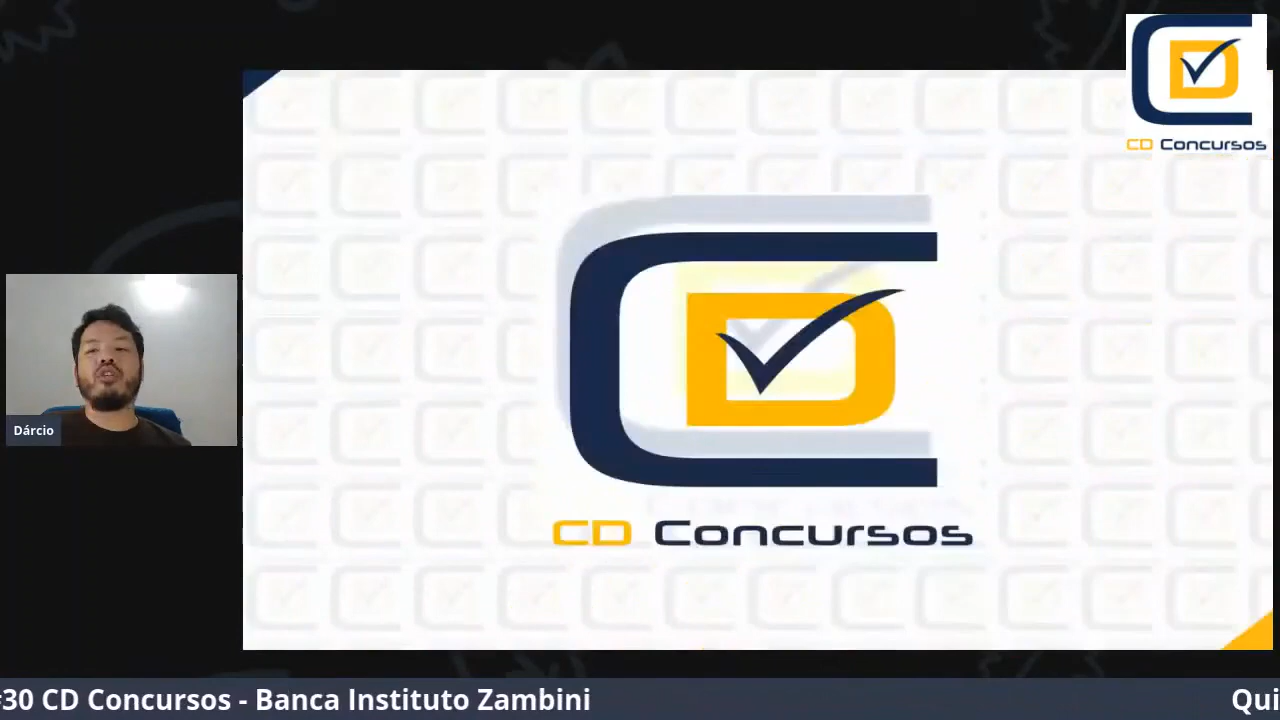 CD Concursos
CD Concursos
Dárcio
#30 CD Concursos - Banca Instituto Zambini
Qui